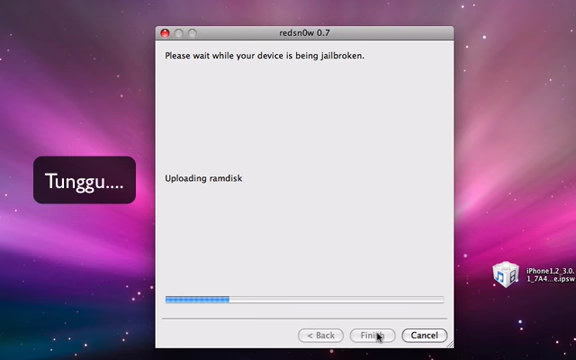 redsn0w 0.7
Please wait while your device is being jailbroken.
Tunggu....
Uploading ramdisk
iPhone1,2_3.0.
1_7A4...e.ipsw
< Back
Finish
Cancel